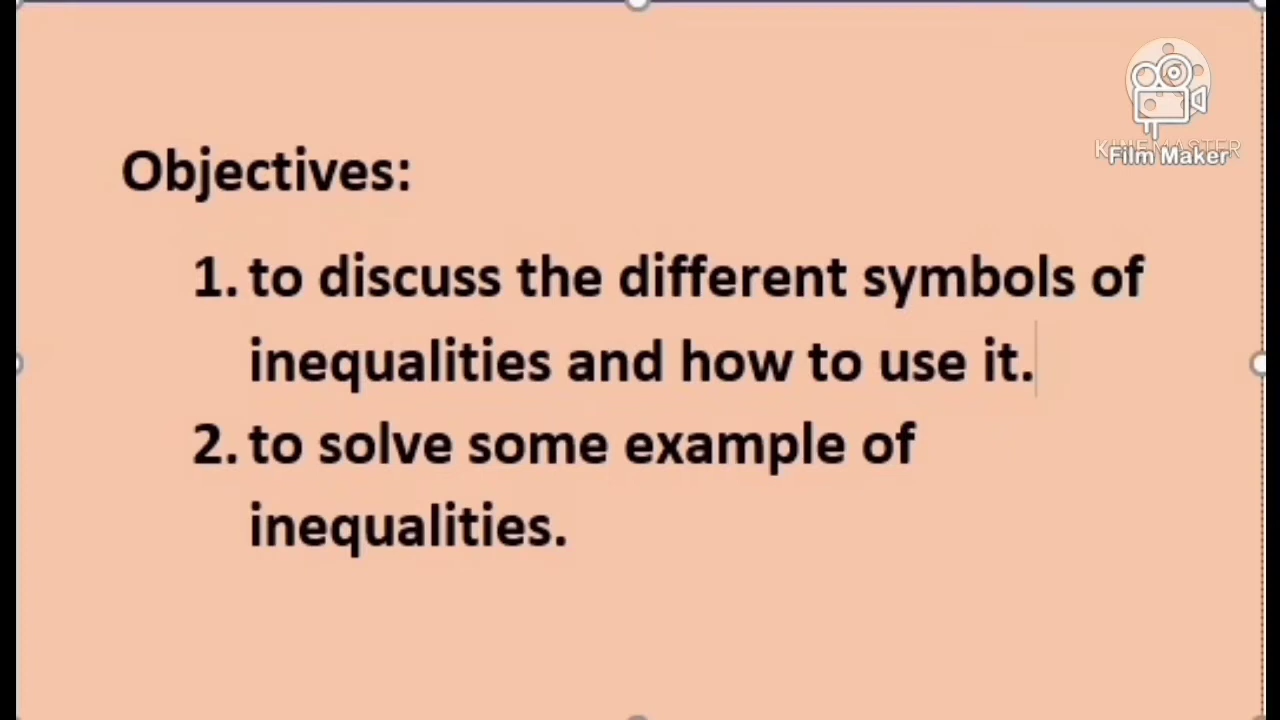 KINEMASTER
Film Maker
Objectives:
1. to discuss the different symbols of
inequalities and how to use it.
2. to solve some example of
inequalities.